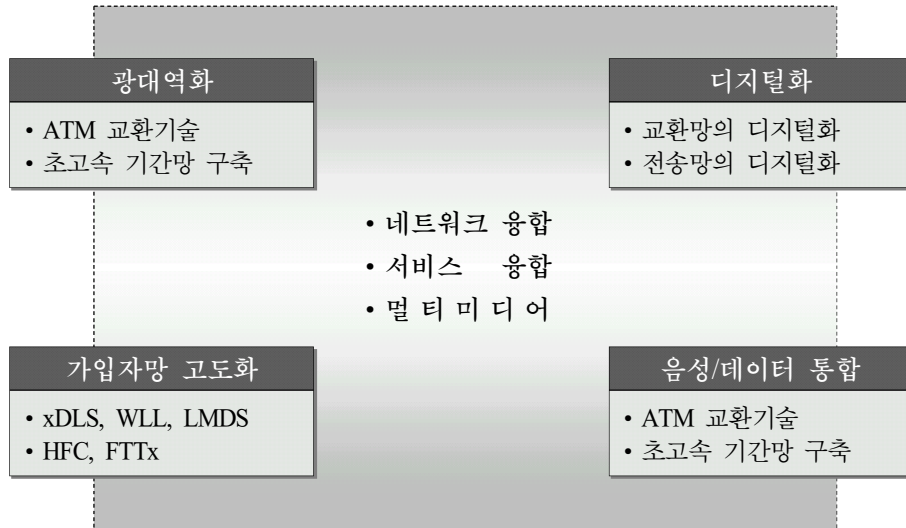 광대역화
• ATM 교환기술
• 초고속 기간망 구축
디지털화
• 교환망의 디지털화
• 전송망의 디지털화
• 네트워크 융합
• 서비스 융합
• 멀 티 미 디 어
가입자망 고도화
• xDLS, WLL, LMDS
• HFC, FTTx
음성/데이터 통합
• ATM 교환기술
• 초고속 기간망 구축